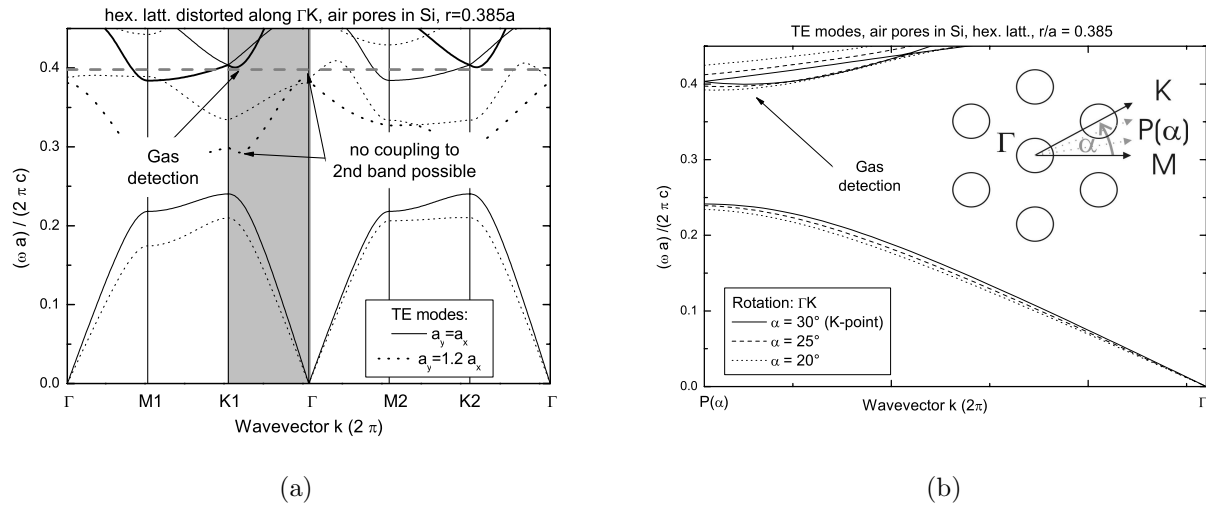 hex. latt. distorted along ΓK, air pores in Si, r=0.385a
0.4
0.3
0.2
0.1
0.0
(ω a) / (2 π c)
Gas
detection
no coupling to
2nd band possible
TE modes:
a_y=a_x
a_y=1.2 a_x
Γ M1 K1 Γ M2 K2 Γ
Wavevector k (2 π)
(a)
TE modes, air pores in Si, hex. latt., r/a = 0.385
0.4
0.3
0.2
0.1
0.0
(ω a) /(2 π c)
K
P(α)
M
Γ
α
Gas
detection
Rotation: ΓK
α = 30° (K-point)
α = 25°
α = 20°
P(α) Γ
Wavevector k (2π)
(b)